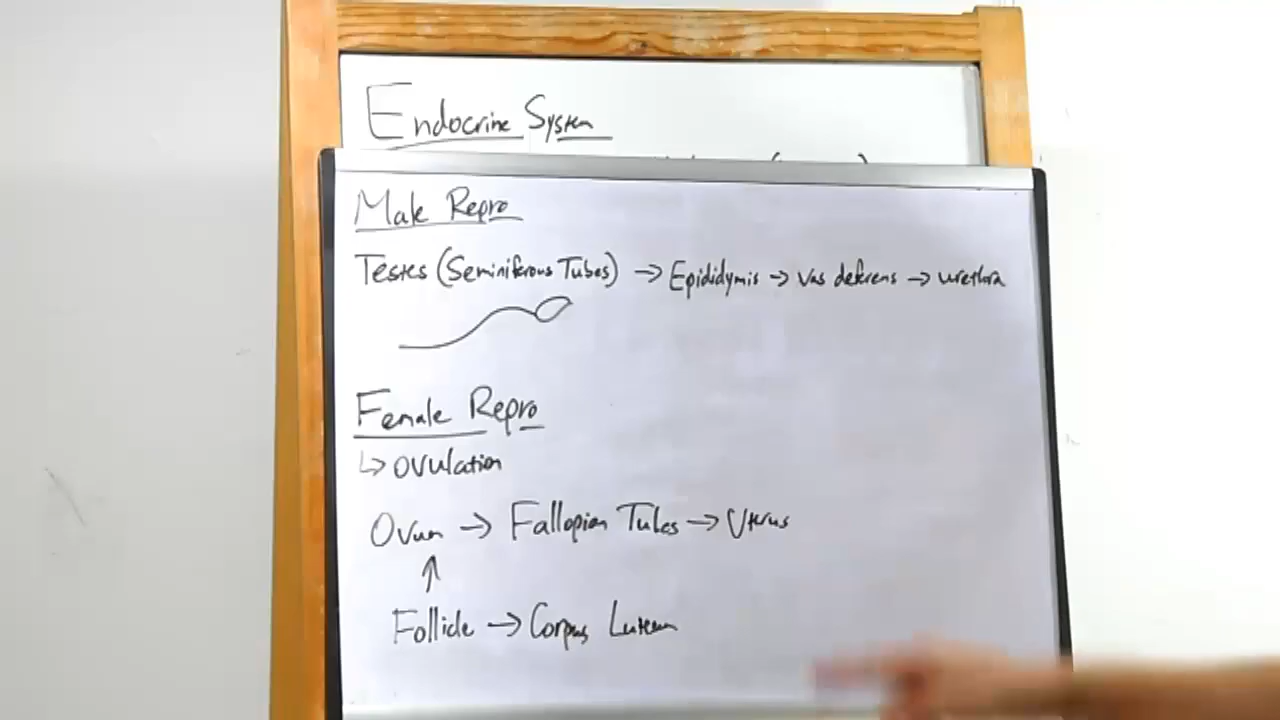 Endocrine System
Male Repro
Testes (Seminiferous Tubes) → Epididymis → Vas deferens → urethra
Female Repro
↳ Ovulation
Ovum → Fallopian Tubes → Uterus
↑
Follicle → Corpus Luteum